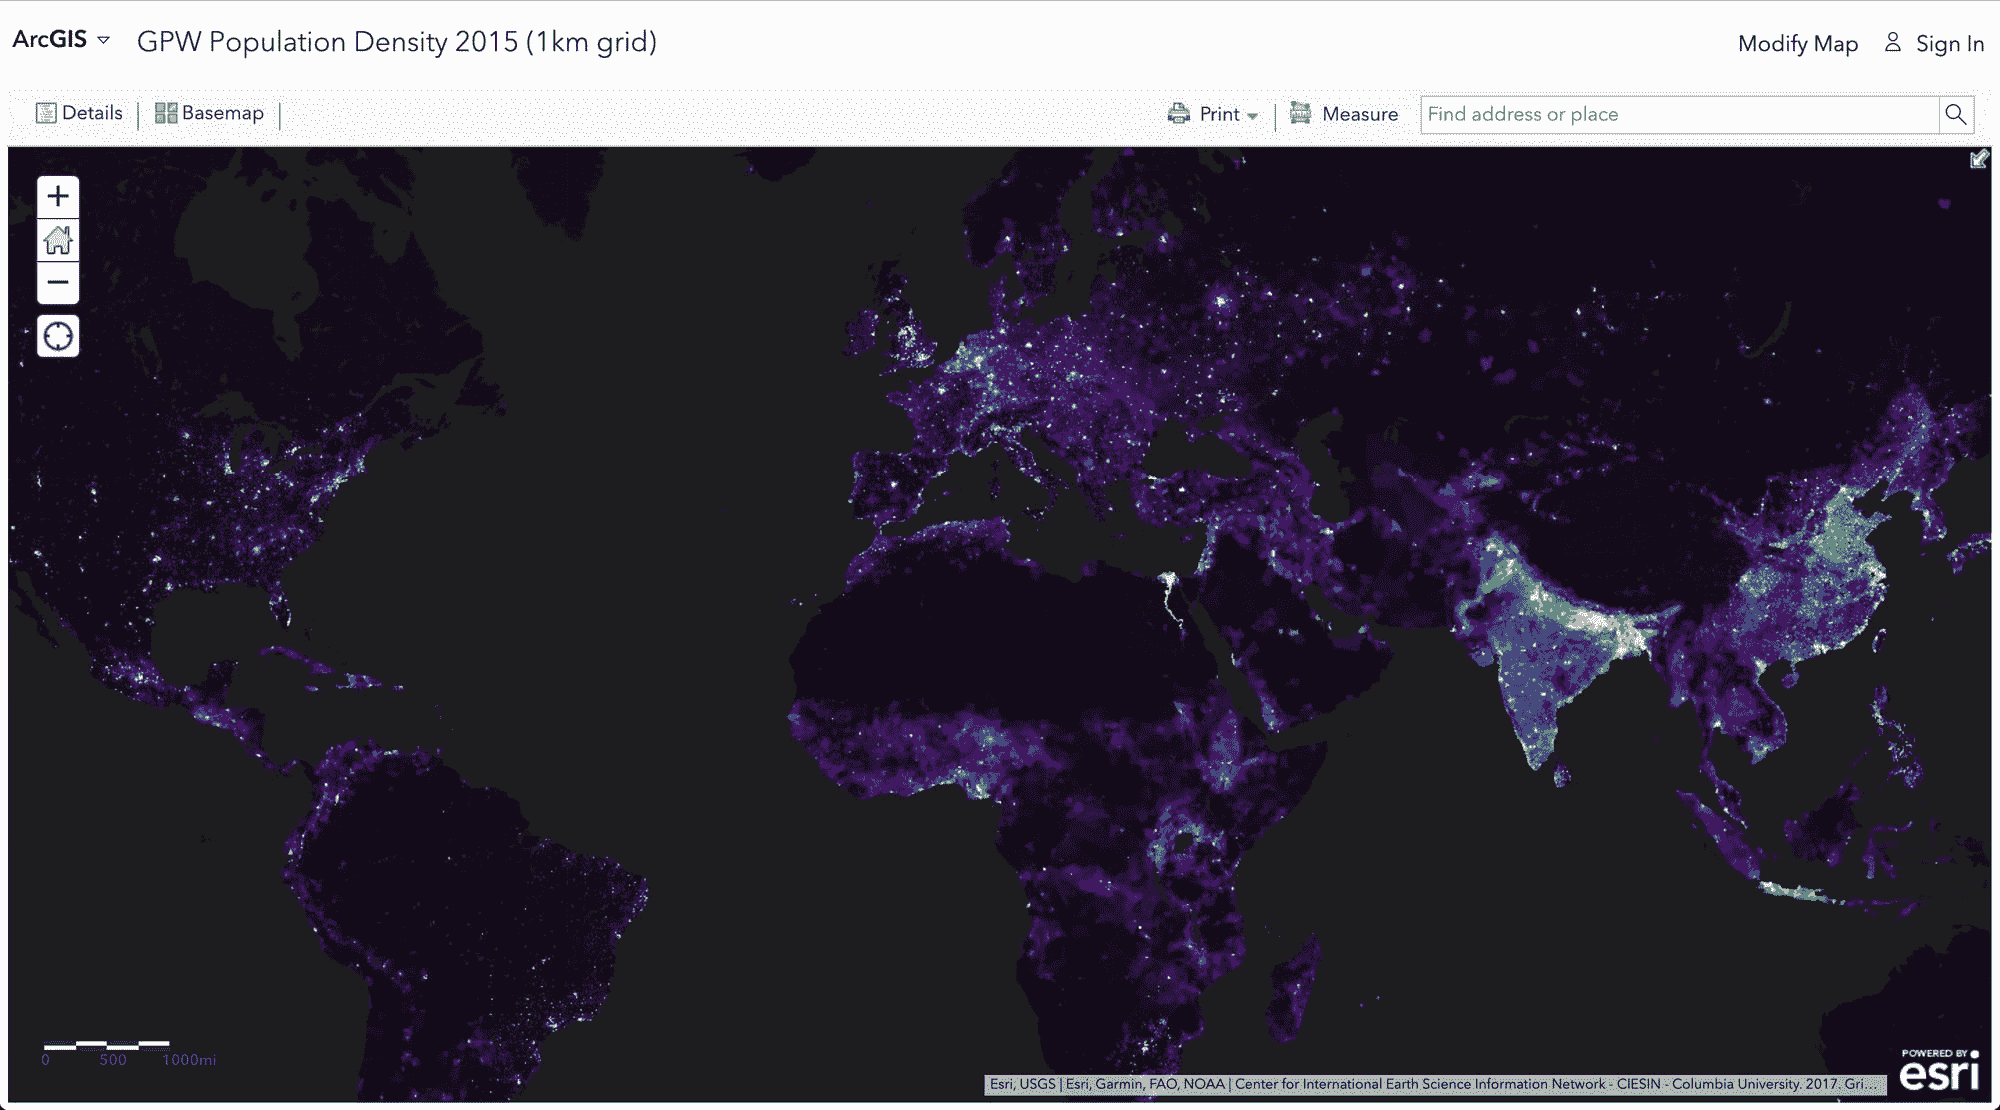 ArcGIS GPW Population Density 2015 (1km grid) Modify Map Sign In
Details Basemap Print Measure Find address or place
0 500 1000mi
POWERED BY
esri
Esri, USGS | Esri, Garmin, FAO, NOAA | Center for International Earth Science Information Network - CIESIN - Columbia University. 2017. Gri...